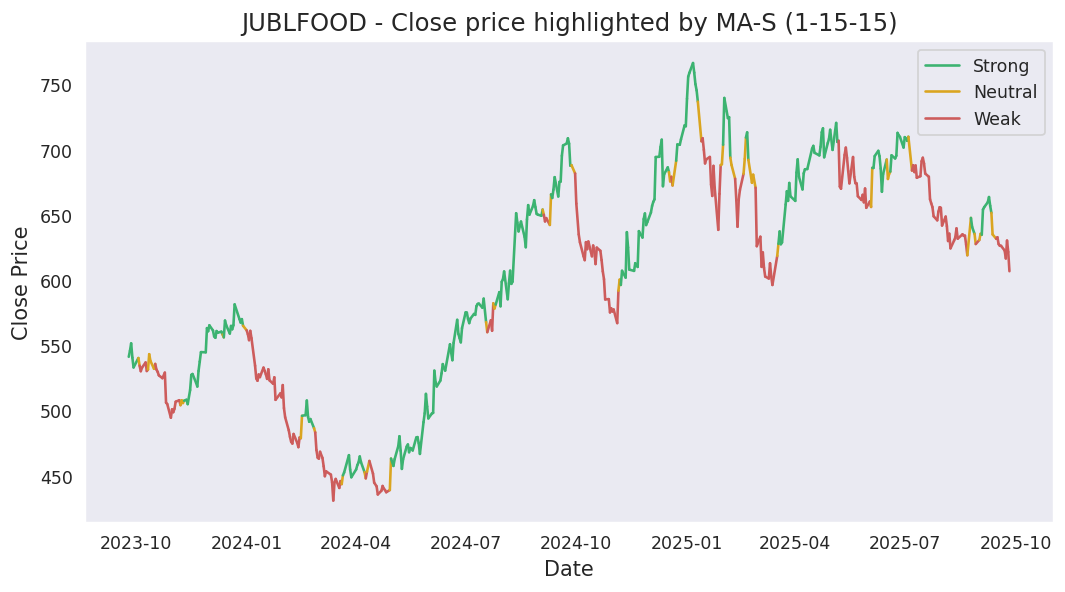 JUBLFOOD - Close price highlighted by MA-S (1-15-15)
Strong
Neutral
Weak
Close Price
750
700
650
600
550
500
450
2023-10 2024-01 2024-04 2024-07 2024-10 2025-01 2025-04 2025-07 2025-10
Date